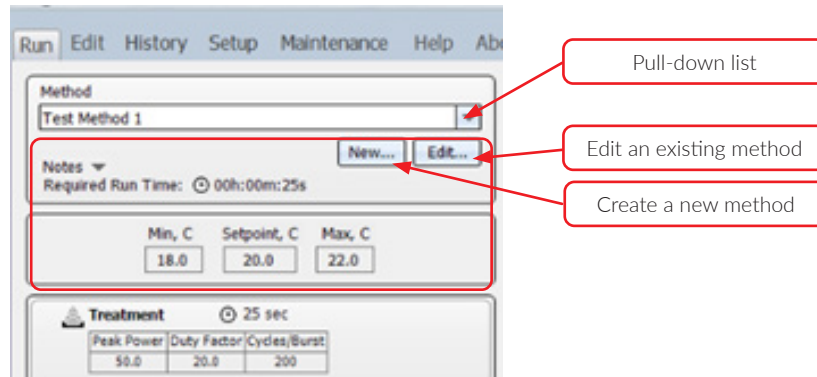 Run Edit History Setup Maintenance Help Abo
Method
Test Method 1
Pull-down list
New... Edit...
Edit an existing method
Notes
Required Run Time: 00h:00m:25s
Create a new method
Min, C Setpoint, C Max, C
18.0 20.0 22.0
Treatment 25 sec
Peak Power Duty Factor Cycles/Burst
50.0 20.0 200